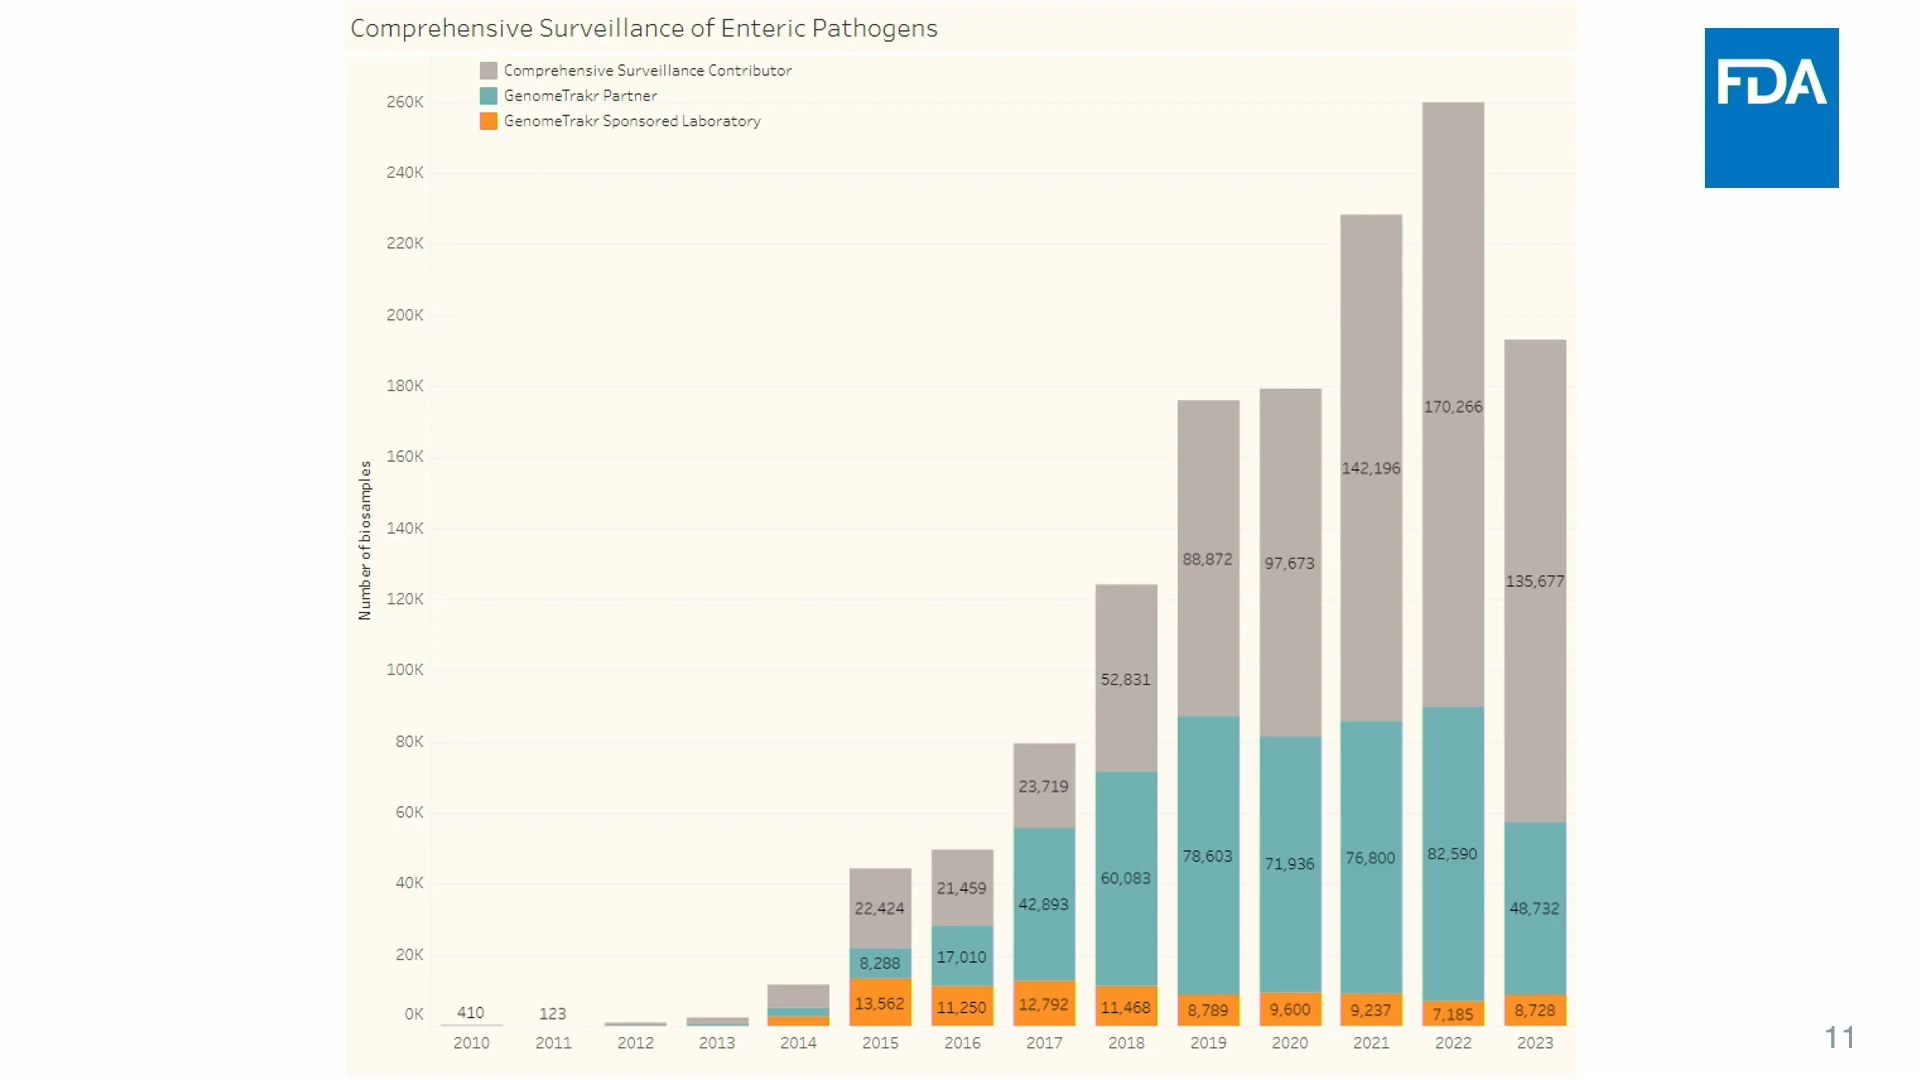 Comprehensive Surveillance of Enteric Pathogens
FDA
Comprehensive Surveillance Contributor
GenomeTrakr Partner
GenomeTrakr Sponsored Laboratory
Number of biosamples
260K
240K
220K
200K
180K
160K
140K
120K
100K
80K
60K
40K
20K
0K
410
123
22,424
8,288
13,562
21,459
17,010
11,250
23,719
42,893
12,792
52,831
60,083
11,468
88,872
78,603
8,789
97,673
71,936
9,600
142,196
76,800
9,237
170,266
82,590
7,185
135,677
48,732
8,728
2010 2011 2012 2013 2014 2015 2016 2017 2018 2019 2020 2021 2022 2023
11